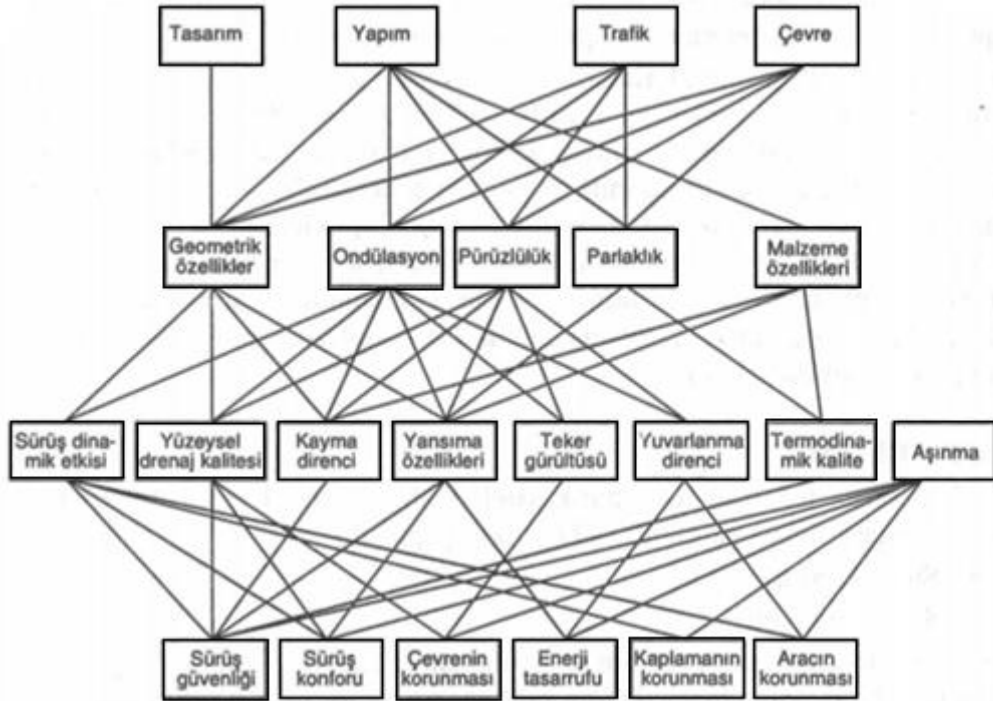 Tasarım
Yapım
Trafik
Çevre
Geometrik
özellikler
Ondülasyon
Pürüzlülük
Parlaklık
Malzeme
özellikleri
Sürüş dina-
mik etkisi
Yüzeysel
drenaj kalitesi
Kayma
direnci
Yansıma
özellikleri
Teker
gürültüsü
Yuvarlanma
direnci
Termodina-
mik kalite
Aşınma
Sürüş
güvenliği
Sürüş
konforu
Çevrenin
korunması
Enerji
tasarrufu
Kaplamanın
korunması
Aracın
korunması